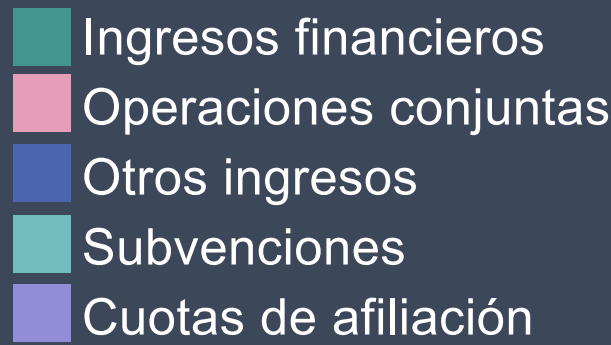 Ingresos financieros
Operaciones conjuntas
Otros ingresos
Subvenciones
Cuotas de afiliación